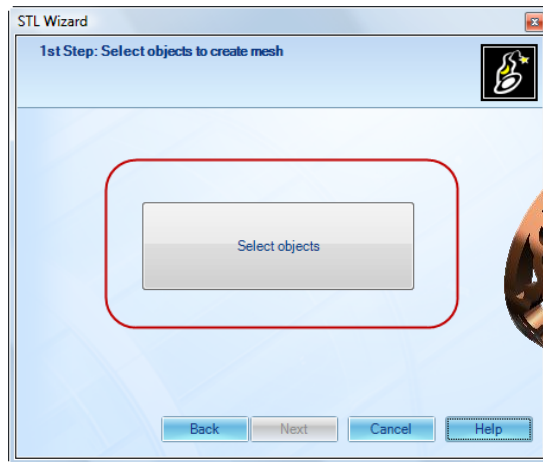 STL Wizard
1st Step: Select objects to create mesh
Select objects
Back Next Cancel Help